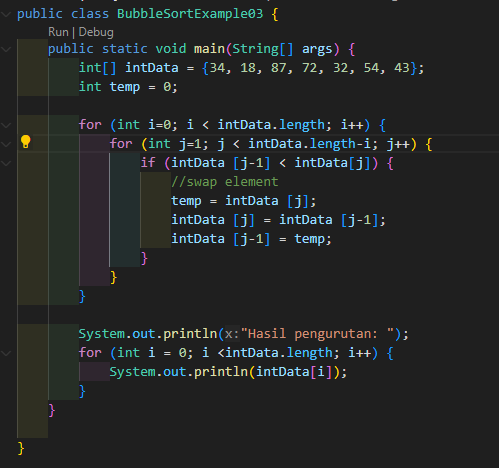 public class BubbleSortExample03 {
Run | Debug
public static void main(String[] args) {
int[] intData = {34, 18, 87, 72, 32, 54, 43};
int temp = 0;
for (int i=0; i < intData.length; i++) {
for (int j=1; j < intData.length-i; j++) {
if (intData [j-1] < intData[j]) {
//swap element
temp = intData [j];
intData [j] = intData [j-1];
intData [j-1] = temp;
}
}
}
System.out.println(x:"Hasil pengurutan: ");
for (int i = 0; i <intData.length; i++) {
System.out.println(intData[i]);
}
}
}